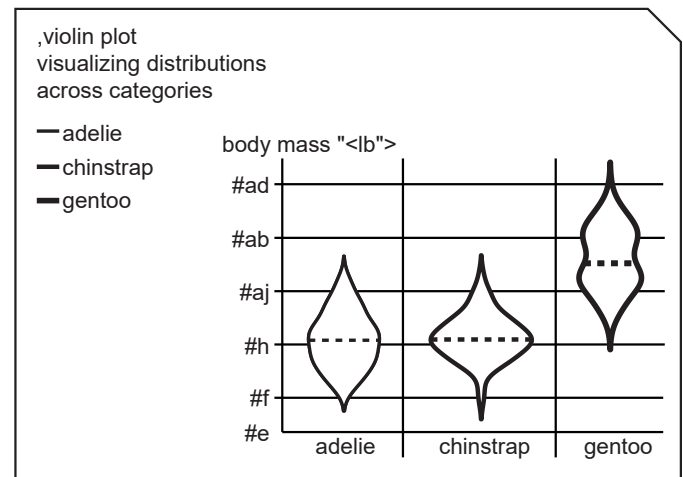 ,violin plot
visualizing distributions
across categories
adelie
chinstrap
gentoo
body mass "<lb">
#ad
#ab
#aj
#h
#f
#e
adelie chinstrap gentoo